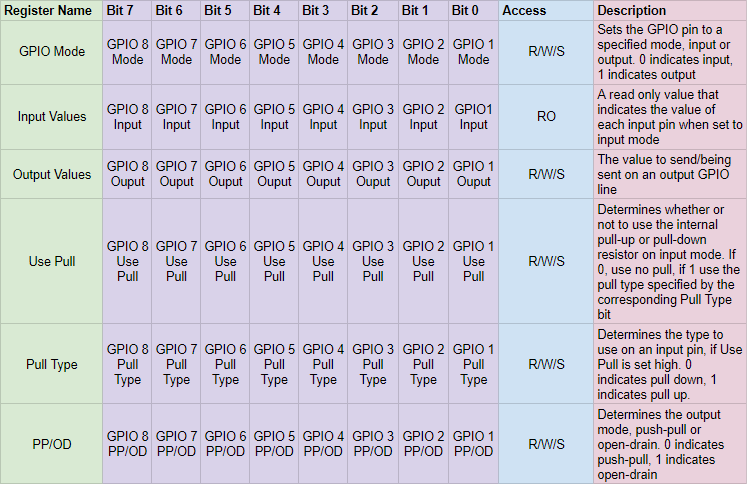 Register Name Bit 7 Bit 6 Bit 5 Bit 4 Bit 3 Bit 2 Bit 1 Bit 0 Access Description
GPIO Mode
GPIO 8 GPIO 7 GPIO 6 GPIO 5 GPIO 4 GPIO 3 GPIO 2 GPIO 1
Mode Mode Mode Mode Mode Mode Mode Mode
R/W/S
Sets the GPIO pin to a
specified mode, input or
output. 0 indicates input,
1 indicates output
Input Values
GPIO 8 GPIO 7 GPIO 6 GPIO 5 GPIO 4 GPIO 3 GPIO 2 GPIO1
Input Input Input Input Input Input Input Input
RO
A read only value that
indicates the value of
each input pin when set to
input mode
Output Values
GPIO 8 GPIO 7 GPIO 6 GPIO 5 GPIO 4 GPIO 3 GPIO 2 GPIO 1
Ouput Ouput Ouput Ouput Ouput Ouput Ouput Ouput
R/W/S
The value to send/being
sent on an output GPIO
line
Use Pull
GPIO 8 GPIO 7 GPIO 6 GPIO 5 GPIO 4 GPIO 3 GPIO 2 GPIO 1
Use Use Use Use Use Use Use Use
Pull Pull Pull Pull Pull Pull Pull Pull
R/W/S
Determines whether or
not to use the internal
pull-up or pull-down
resistor on input mode. If
0, use no pull, if 1 use the
pull type specified by the
corresponding Pull Type
bit
Pull Type
GPIO 8 GPIO 7 GPIO 6 GPIO 5 GPIO 4 GPIO 3 GPIO 2 GPIO 1
Pull Pull Pull Pull Pull Pull Pull Pull
Type Type Type Type Type Type Type Type
R/W/S
Determines the type to
use on an input pin, if Use
Pull is set high. 0
indicates pull down, 1
indicates pull up.
PP/OD
GPIO 8 GPIO 7 GPIO 6 GPIO 5 GPIO 4 GPIO 3 GPIO 2 GPIO 1
PP/OD PP/OD PP/OD PP/OD PP/OD PP/OD PP/OD PP/OD
R/W/S
Determines the output
mode, push-pull or
open-drain. 0 indicates
push-pull, 1 indicates
open-drain